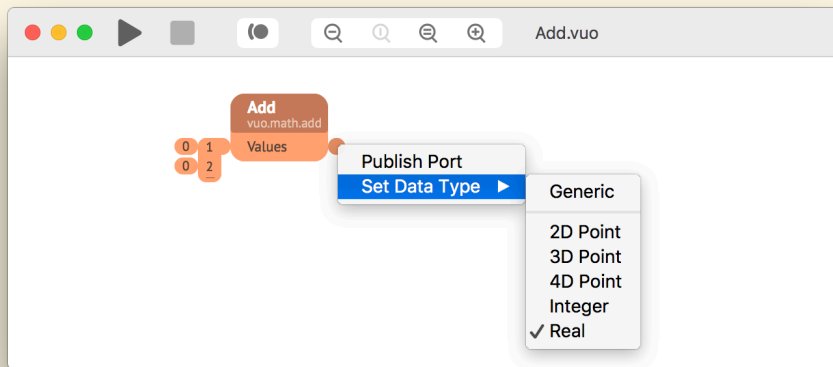 Add.vuo
Add
vuo.math.add
0 1 Values
0 2
Publish Port
Set Data Type
Generic
2D Point
3D Point
4D Point
Integer
Real